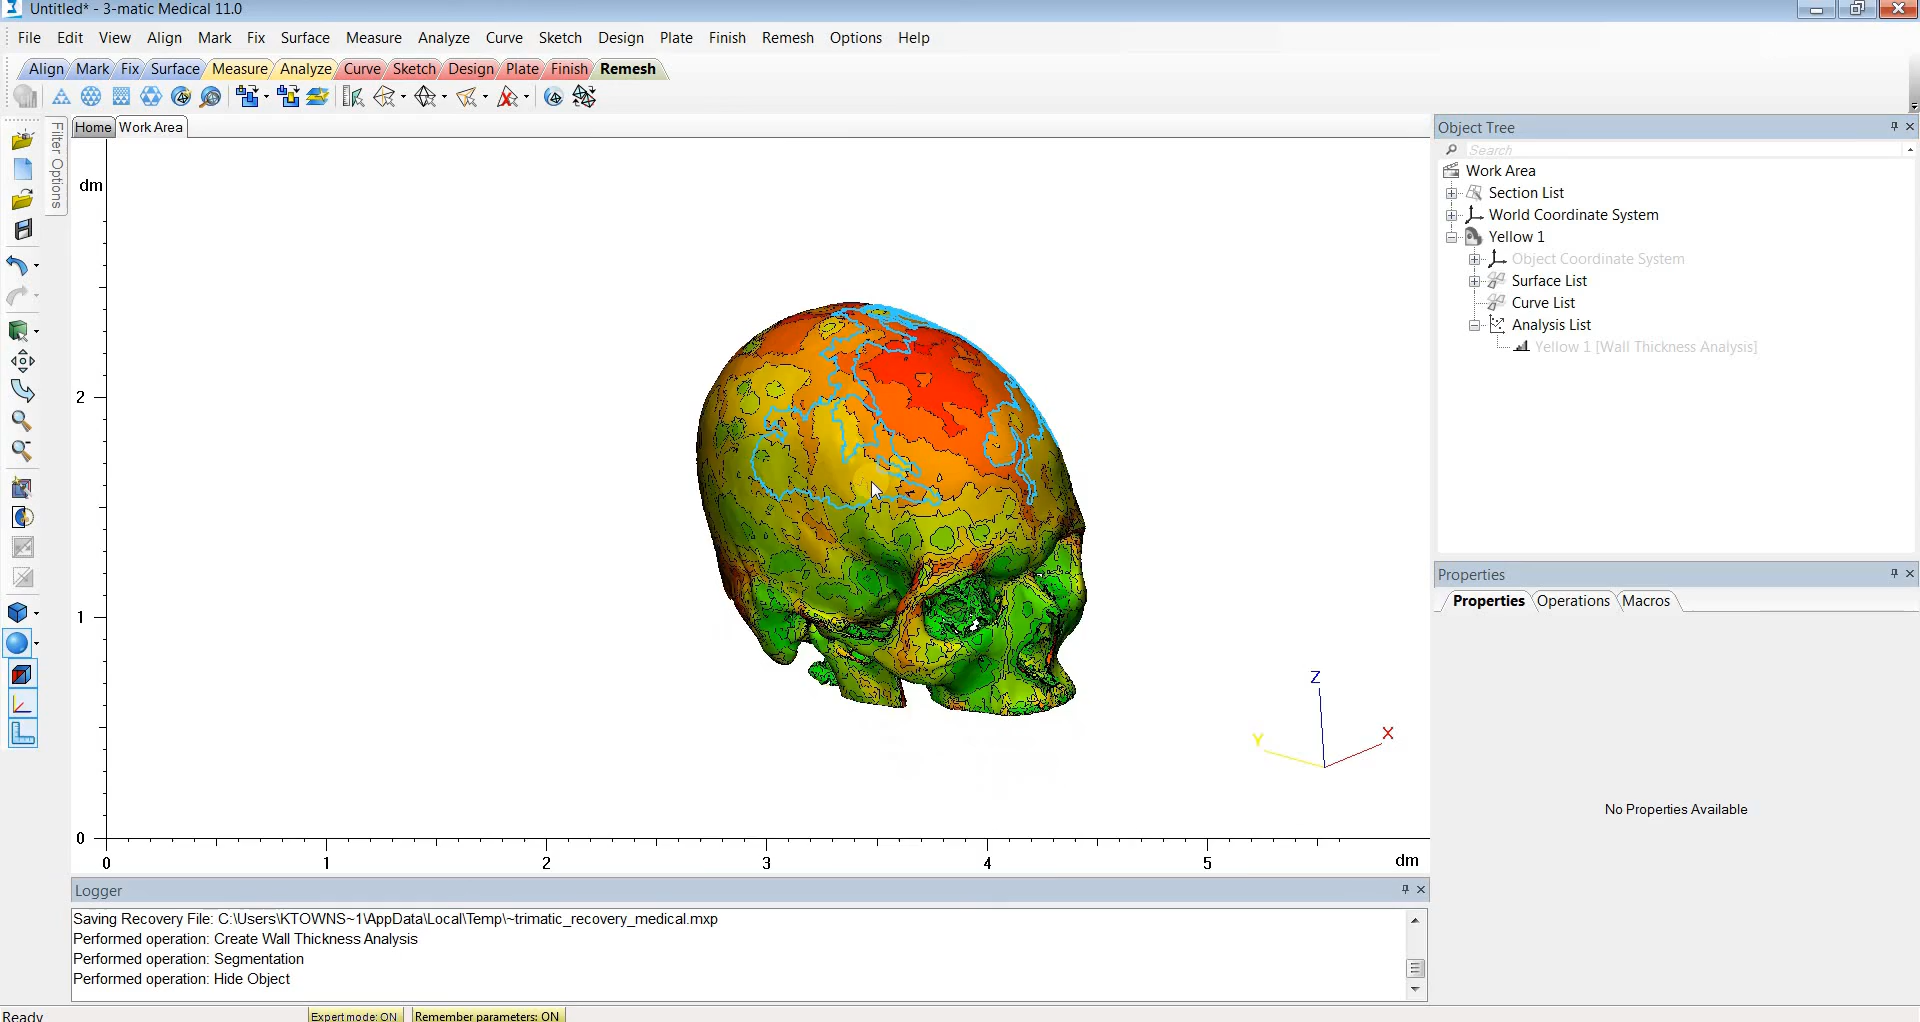 Untitled* - 3-matic Medical 11.0
File Edit View Align Mark Fix Surface Measure Analyze Curve Sketch Design Plate Finish Remesh Options Help
Align Mark Fix Surface Measure Analyze Curve Sketch Design Plate Finish Remesh
Filter Options
Home Work Area
dm
2
1
0
0 1 2 3 4 5 dm
Z
Y
X
Object Tree
Search
Work Area
Section List
World Coordinate System
Yellow 1
Object Coordinate System
Surface List
Curve List
Analysis List
Yellow 1 [Wall Thickness Analysis]
Properties
Properties Operations Macros
No Properties Available
Logger
Saving Recovery File: C:\Users\KTOWNS~1\AppData\Local\Temp\~trimatic_recovery_medical.mxp
Performed operation: Create Wall Thickness Analysis
Performed operation: Segmentation
Performed operation: Hide Object
Ready Expert mode: ON Remember parameters: ON